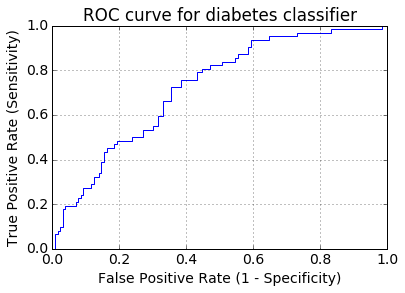 ROC curve for diabetes classifier
True Positive Rate (Sensitivity)
1.0
0.8
0.6
0.4
0.2
0.0
0.0 0.2 0.4 0.6 0.8 1.0
False Positive Rate (1 - Specificity)